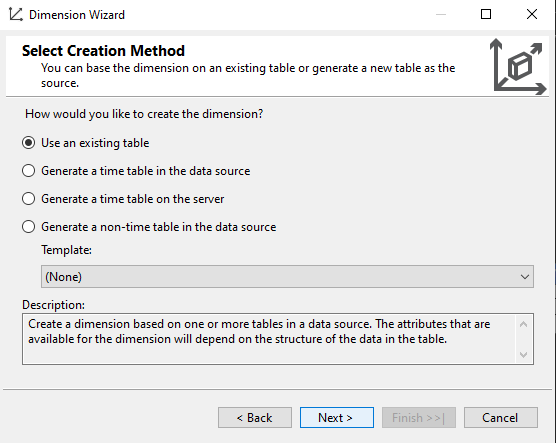 Dimension Wizard
Select Creation Method
You can base the dimension on an existing table or generate a new table as the
source.
How would you like to create the dimension?
Use an existing table
Generate a time table in the data source
Generate a time table on the server
Generate a non-time table in the data source
Template:
(None)
Description:
Create a dimension based on one or more tables in a data source. The attributes that are
available for the dimension will depend on the structure of the data in the table.
< Back
Next >
Finish >>|
Cancel